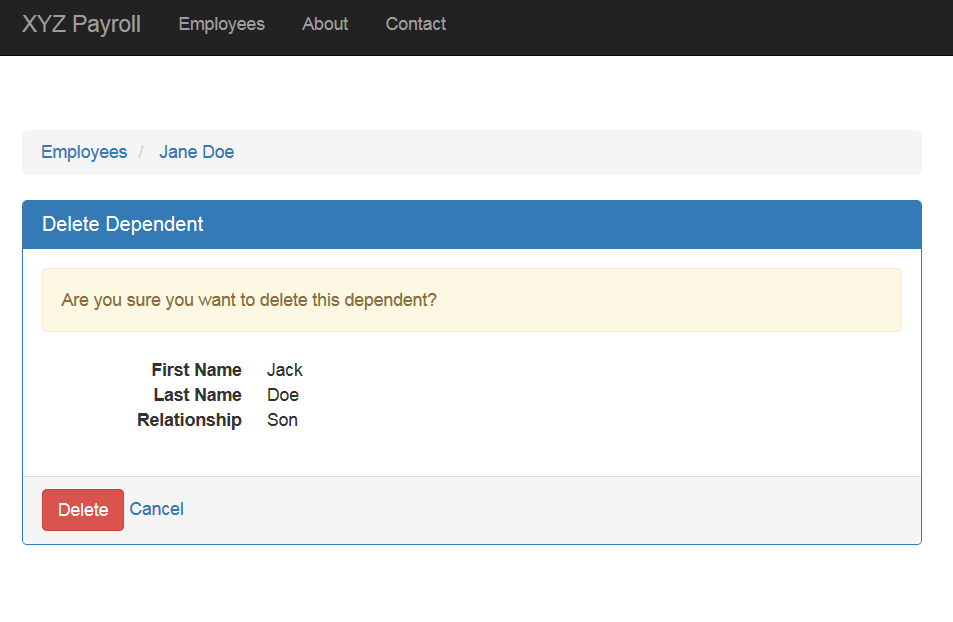 XYZ Payroll Employees About Contact
Employees / Jane Doe
Delete Dependent
Are you sure you want to delete this dependent?
First Name Jack
Last Name Doe
Relationship Son
Delete Cancel